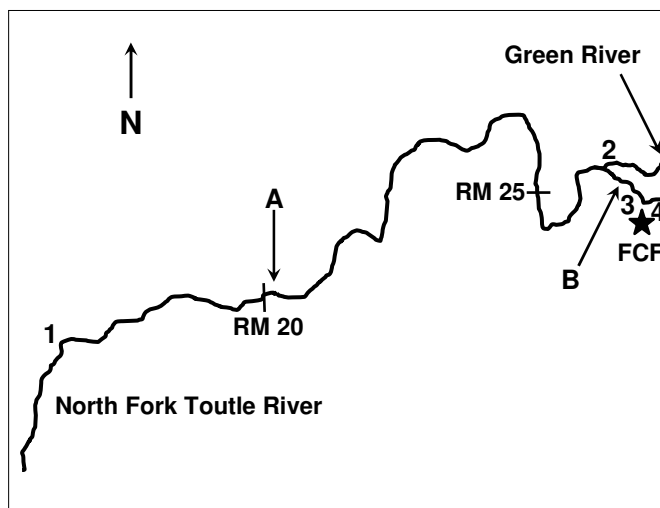 Green River
N
2
A
RM 25
3 4
FCF
B
1
RM 20
North Fork Toutle River